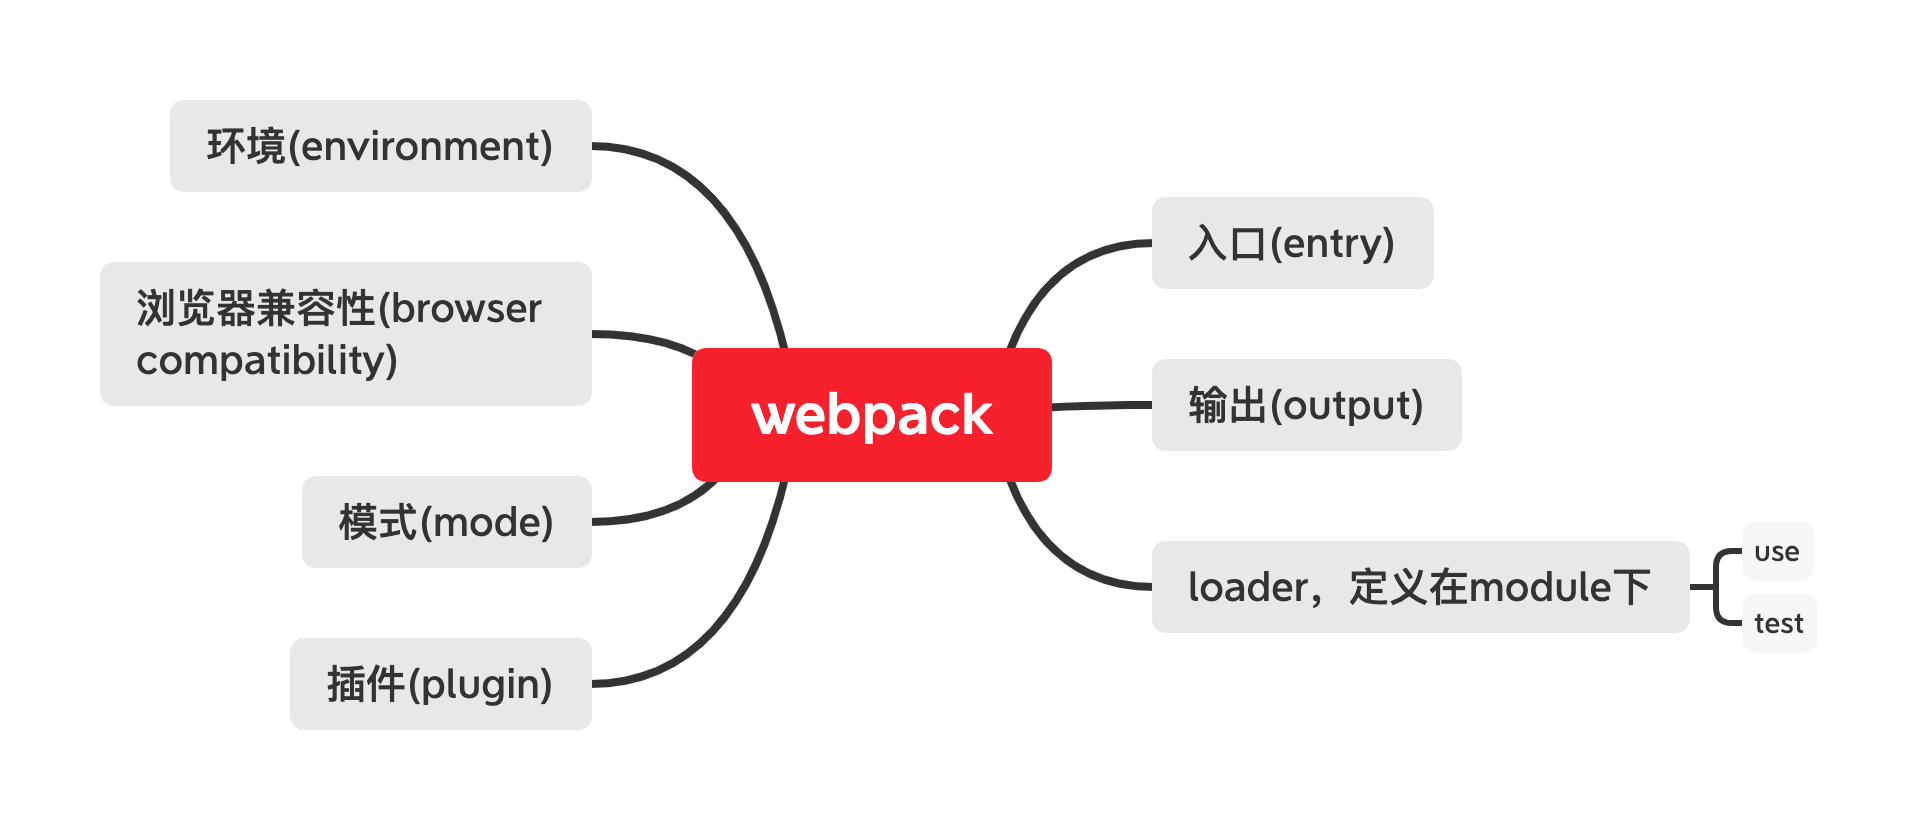 webpack
入口(entry)
输出(output)
loader，定义在module下
use
test
环境(environment)
浏览器兼容性(browser
compatibility)
模式(mode)
插件(plugin)